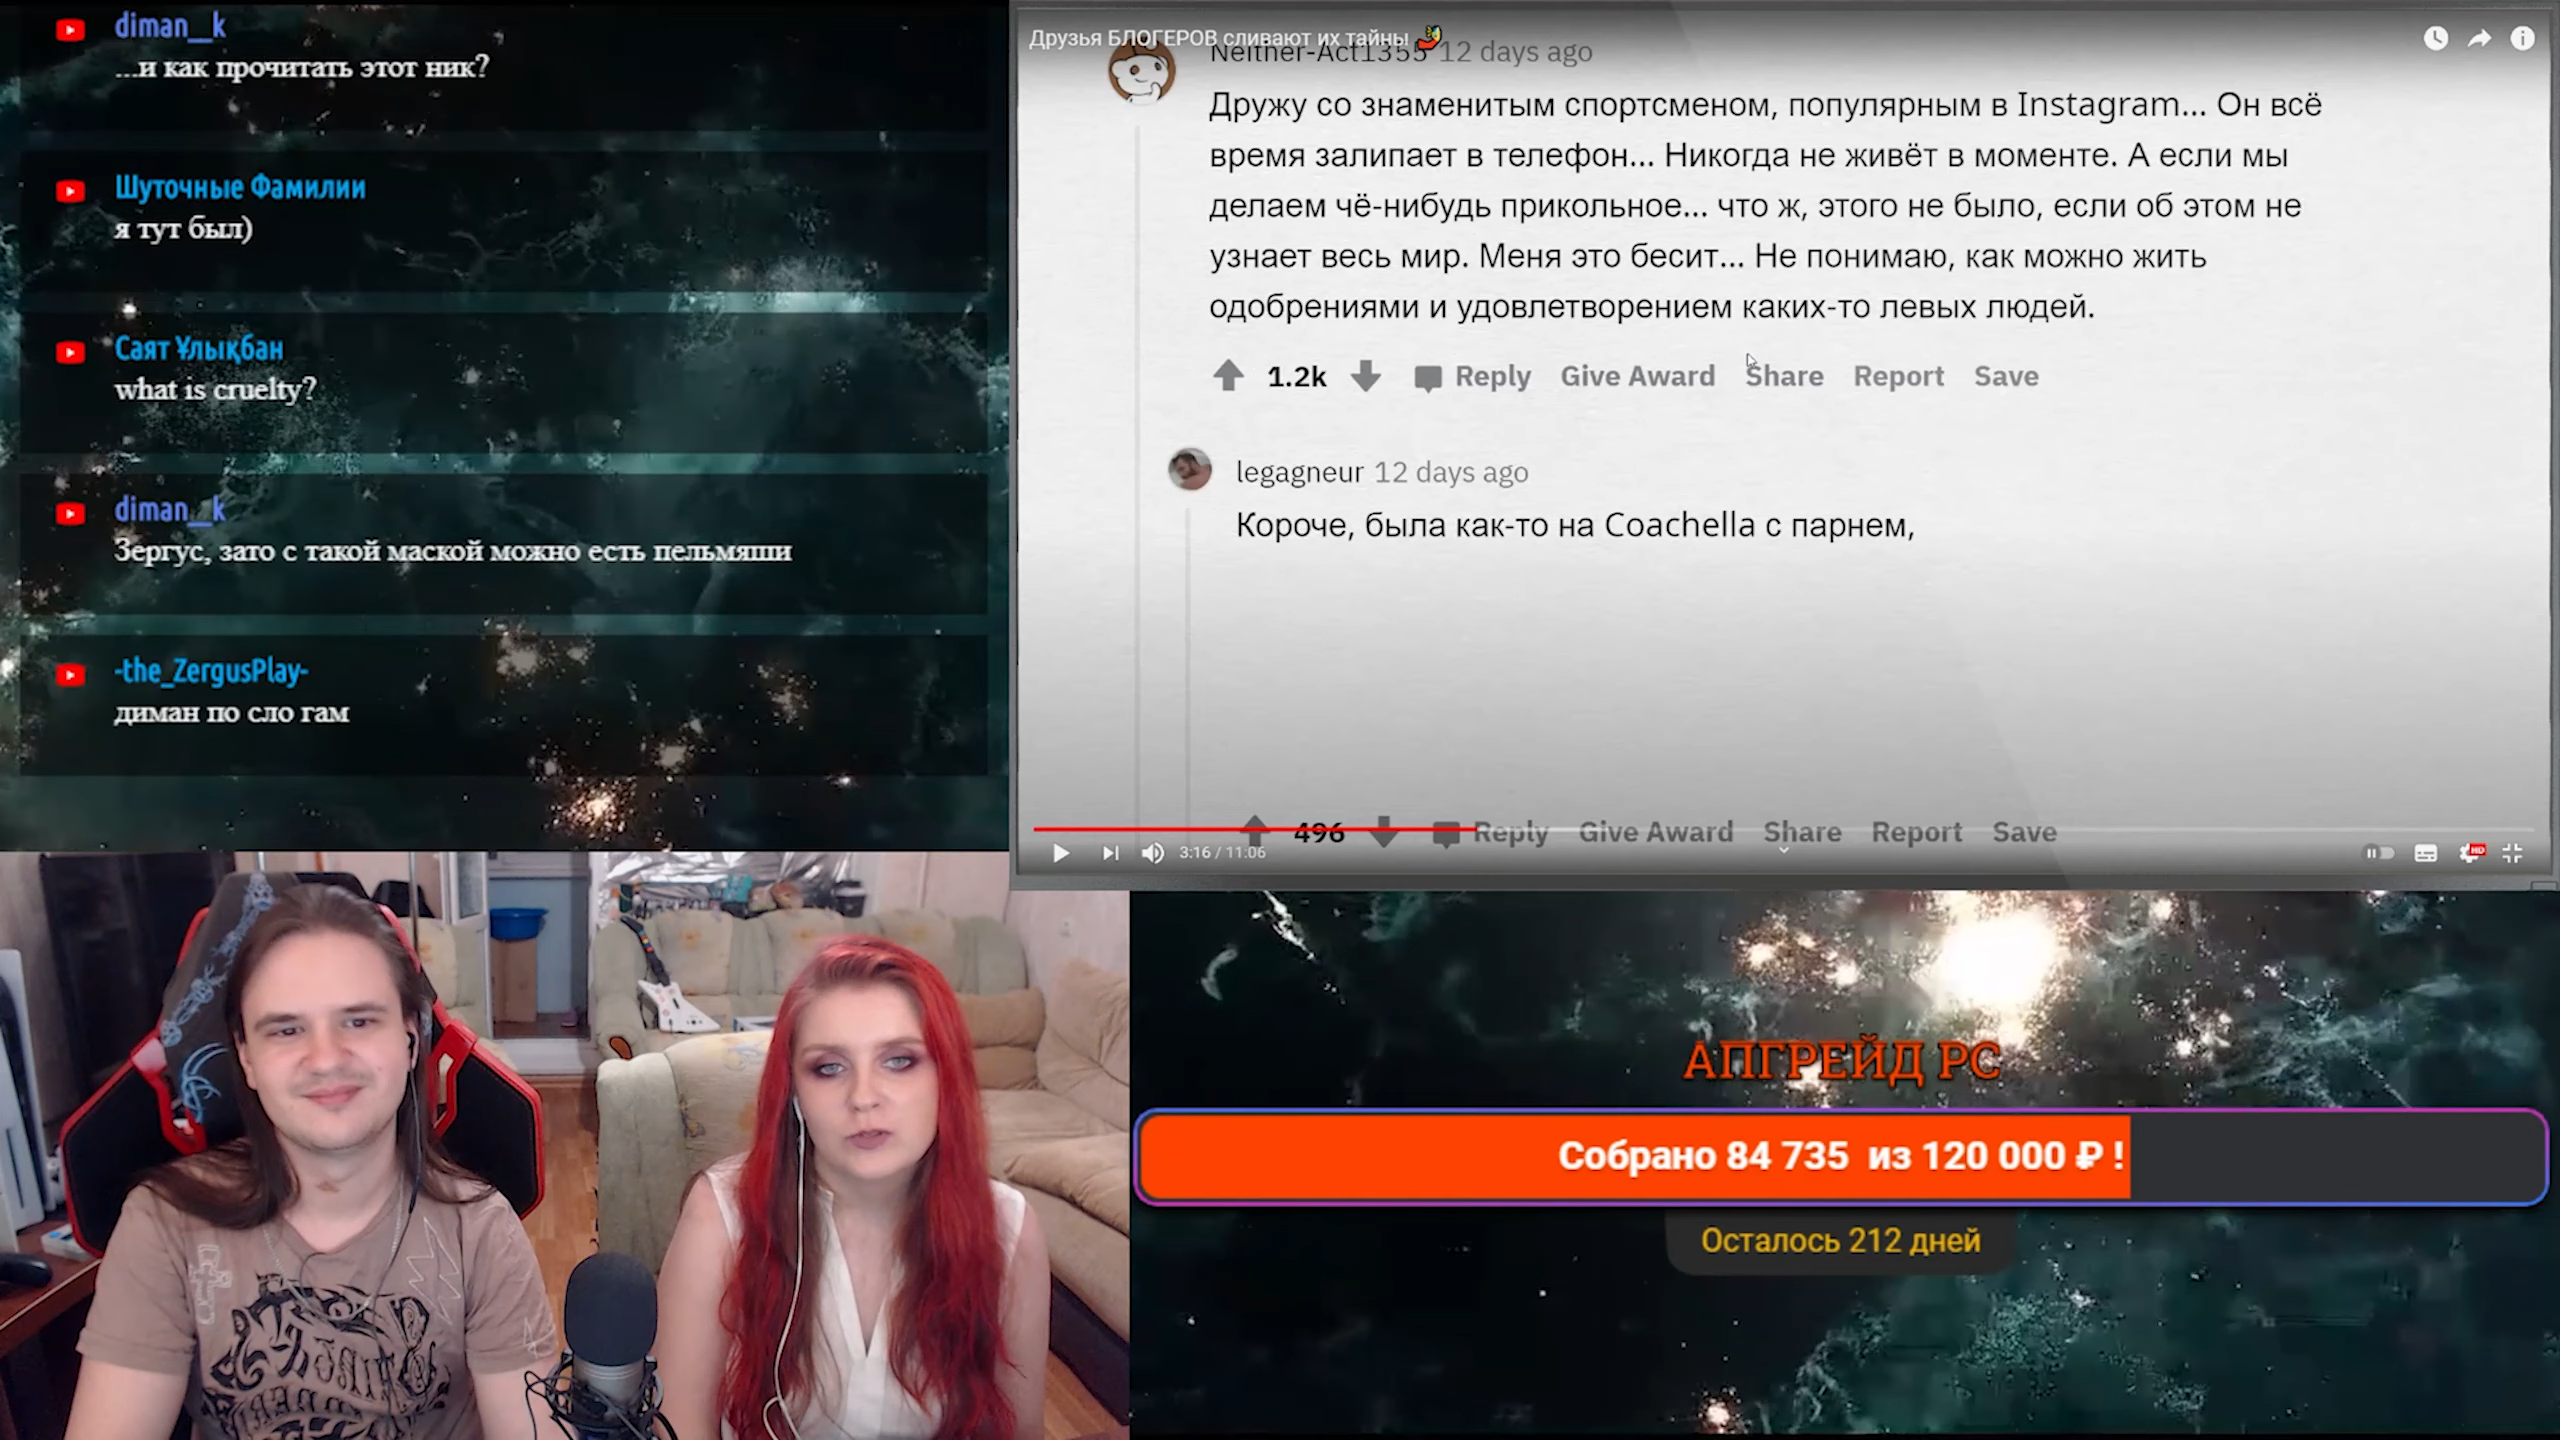 diman__k
...и как прочитать этот ник?
Шуточные Фамилии
я тут был)
Саят Ұлықбан
what is cruelty?
diman__k
Зергус, зато с такой маской можно есть пельмяши
-the_ZergusPlay-
диман по сло гам
Друзья БЛОГЕРОВ сливают их тайны
Neither-Act1355 12 days ago
Дружу со знаменитым спортсменом, популярным в Instagram... Он всё
время залипает в телефон... Никогда не живёт в моменте. А если мы
делаем чё-нибудь прикольное... что ж, этого не было, если об этом не
узнает весь мир. Меня это бесит... Не понимаю, как можно жить
одобрениями и удовлетворением каких-то левых людей.
1.2k Reply Give Award Share Report Save
legagneur 12 days ago
Короче, была как-то на Coachella с парнем,
496 Reply Give Award Share Report Save
3:16 / 11:06
HD
АПГРЕЙД PC
Собрано 84 735 из 120 000 ₽ !
Осталось 212 дней